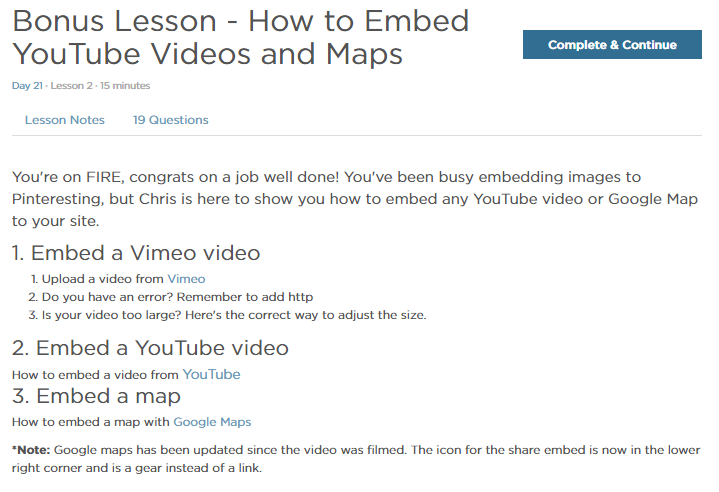 Bonus Lesson - How to Embed
YouTube Videos and Maps
Complete & Continue
Day 21 · Lesson 2 · 15 minutes
Lesson Notes
19 Questions
You're on FIRE, congrats on a job well done! You've been busy embedding images to
Pinteresting, but Chris is here to show you how to embed any YouTube video or Google Map
to your site.
1. Embed a Vimeo video
1. Upload a video from Vimeo
2. Do you have an error? Remember to add http
3. Is your video too large? Here's the correct way to adjust the size.
2. Embed a YouTube video
How to embed a video from YouTube
3. Embed a map
How to embed a map with Google Maps
*Note: Google maps has been updated since the video was filmed. The icon for the share embed is now in the lower
right corner and is a gear instead of a link.